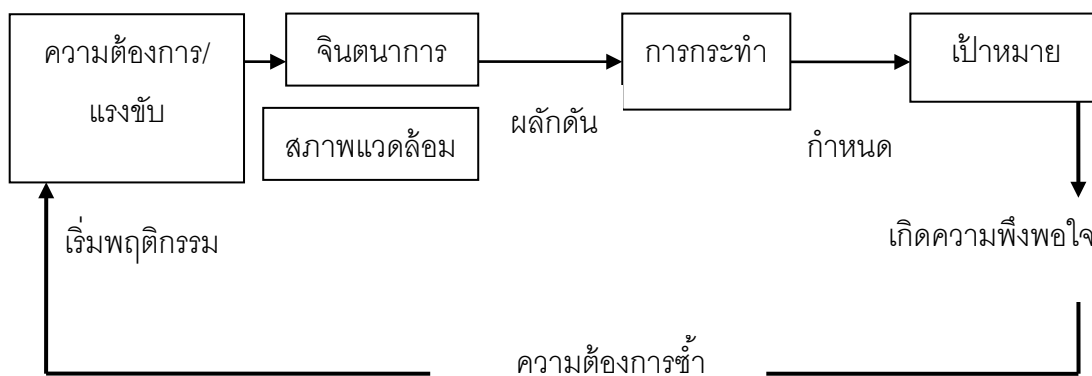 ความต้องการ/
แรงขับ
จินตนาการ
สภาพแวดล้อม
ผลักดัน
การกระทำ
กำหนด
เป้าหมาย
เริ่มพฤติกรรม
เกิดความพึงพอใจ
ความต้องการซ้ำ